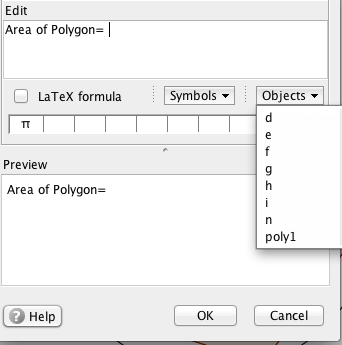 Edit
Area of Polygon=
LaTeX formula
Symbols
Objects
π
d
e
f
g
h
i
n
poly1
Preview
Area of Polygon=
? Help
OK
Cancel